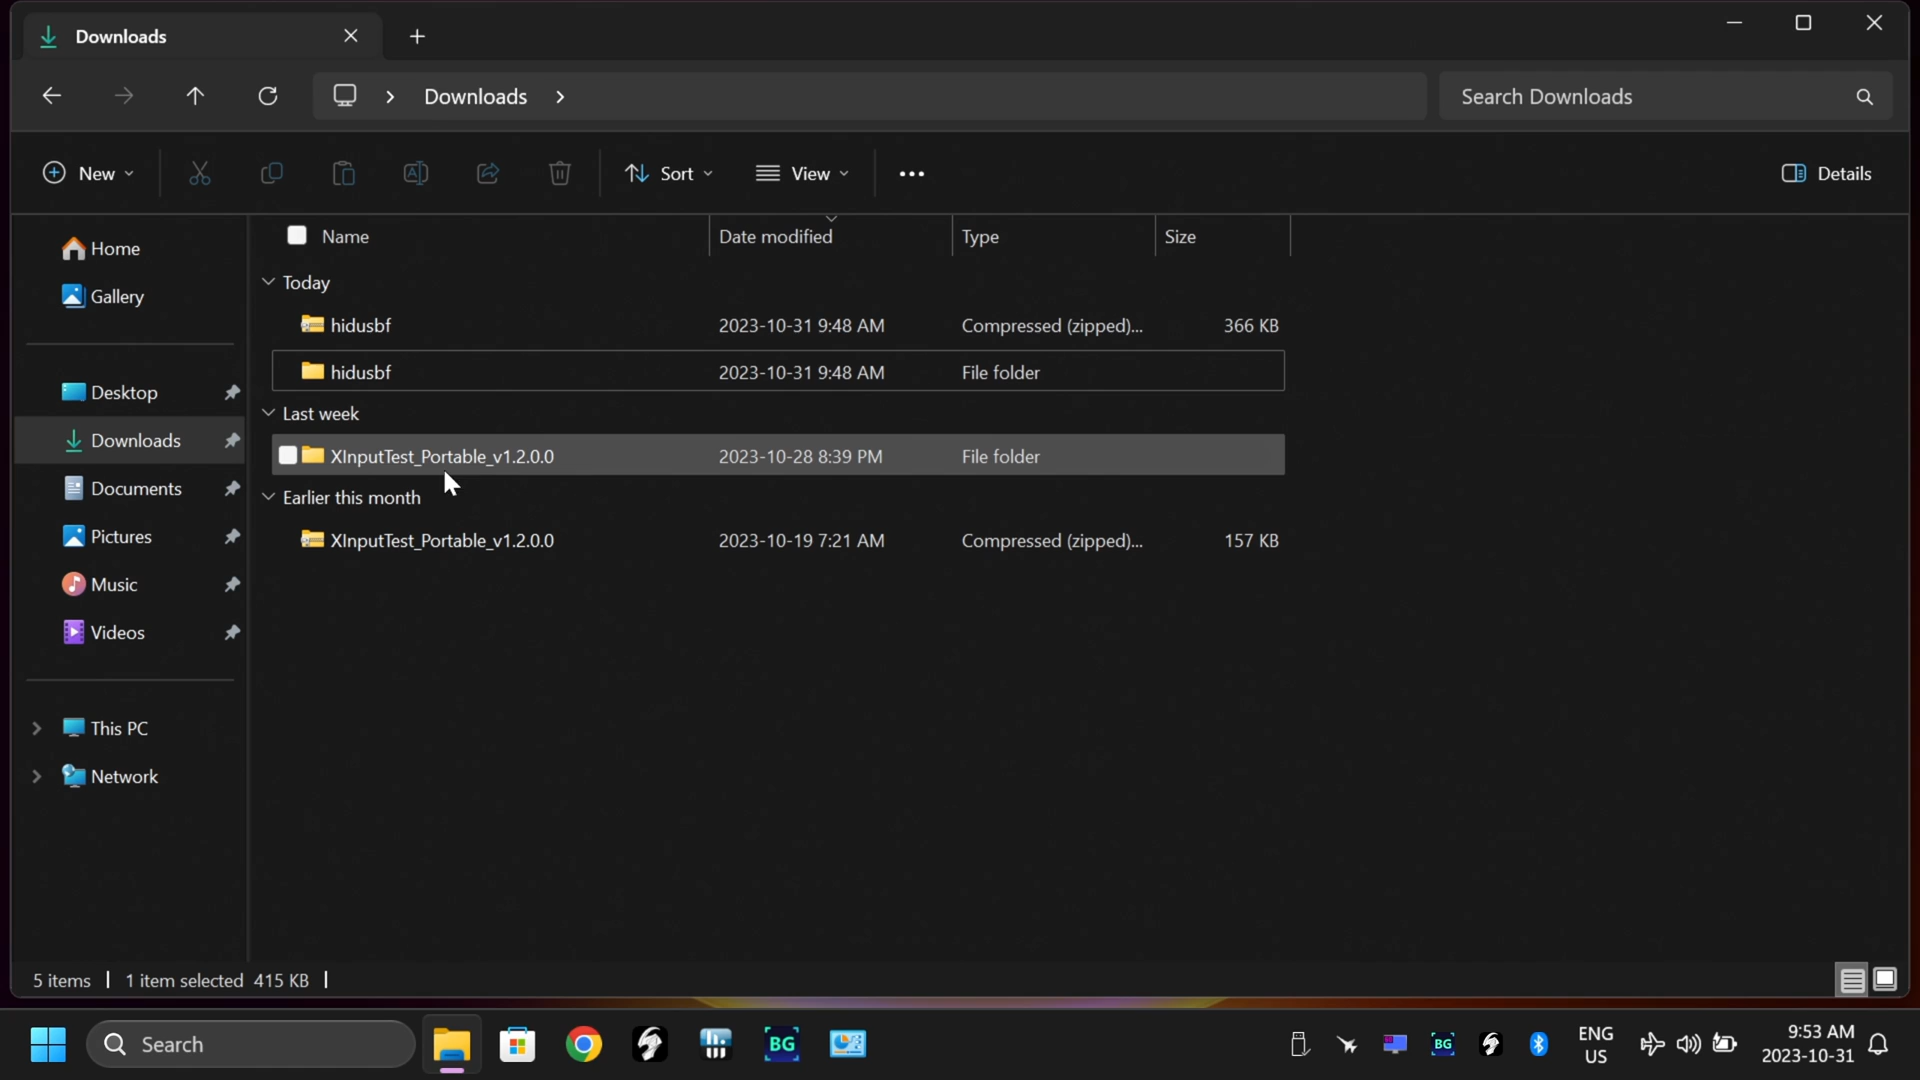 Downloads
Downloads
Search Downloads
New
Sort
View
Details
Home
Gallery
Desktop
Downloads
Documents
Pictures
Music
Videos
This PC
Network
Name Date modified Type Size
Today
hidusbf 2023-10-31 9:48 AM Compressed (zipped)... 366 KB
hidusbf 2023-10-31 9:48 AM File folder
Last week
XInputTest_Portable_v1.2.0.0 2023-10-28 8:39 PM File folder
Earlier this month
XInputTest_Portable_v1.2.0.0 2023-10-19 7:21 AM Compressed (zipped)... 157 KB
5 items 1 item selected 415 KB
Search
BG
BG
ENG
US
9:53 AM
2023-10-31